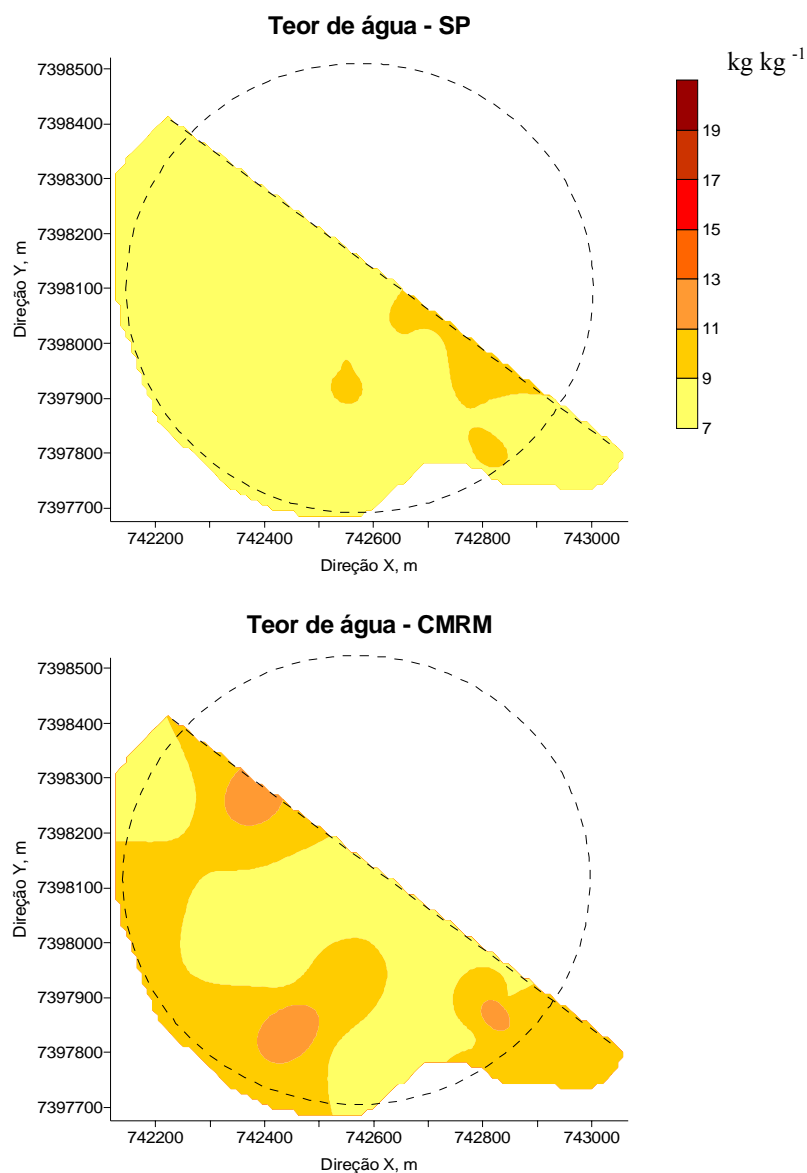 Teor de água - SP
kg kg -1
7398500
7398400
7398300
7398200
7398100
7398000
7397900
7397800
7397700
Direção Y, m
742200 742400 742600 742800 743000
Direção X, m
19
17
15
13
11
9
7
Teor de água - CMRM
7398500
7398400
7398300
7398200
7398100
7398000
7397900
7397800
7397700
Direção Y, m
742200 742400 742600 742800 743000
Direção X, m